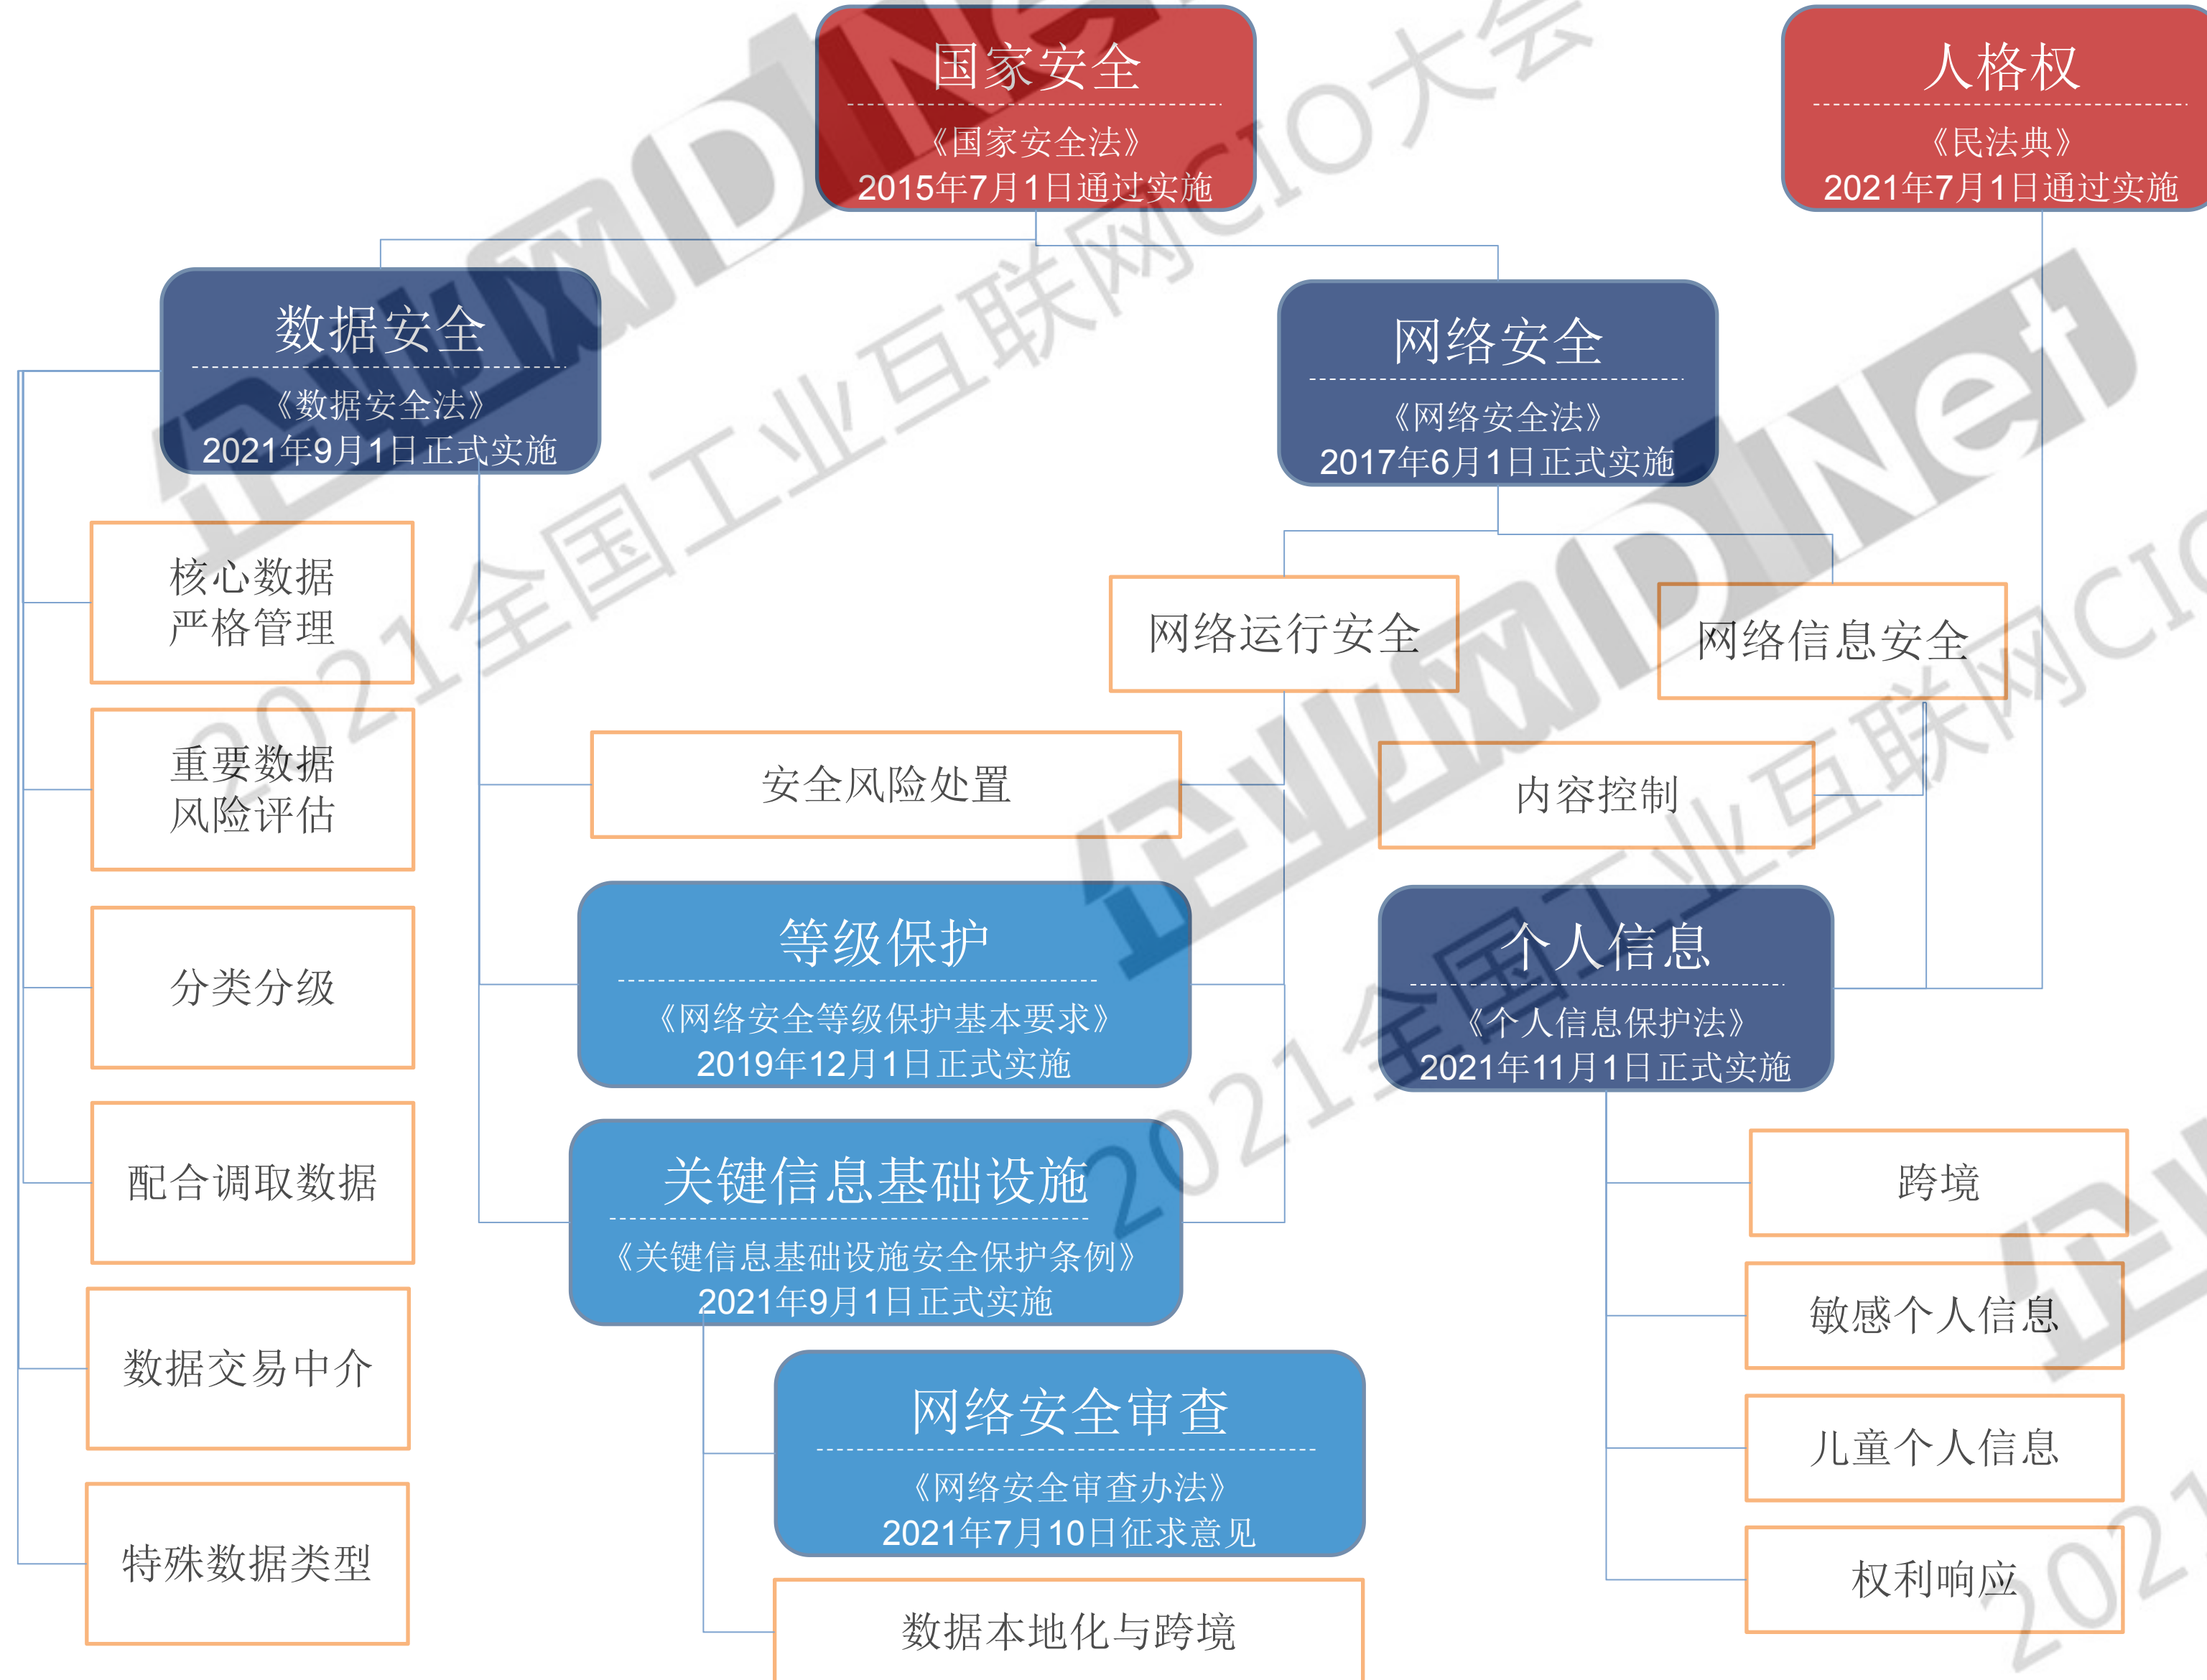 国家安全
《国家安全法》
2015年7月1日通过实施
人格权
《民法典》
2021年7月1日通过实施
数据安全
《数据安全法》
2021年9月1日正式实施
网络安全
《网络安全法》
2017年6月1日正式实施
核心数据
严格管理
重要数据
风险评估
分类分级
配合调取数据
数据交易中介
特殊数据类型
网络运行安全
网络信息安全
安全风险处置
内容控制
等级保护
《网络安全等级保护基本要求》
2019年12月1日正式实施
个人信息
《个人信息保护法》
2021年11月1日正式实施
关键信息基础设施
《关键信息基础设施安全保护条例》
2021年9月1日正式实施
网络安全审查
《网络安全审查办法》
2021年7月10日征求意见
数据本地化与跨境
跨境
敏感个人信息
儿童个人信息
权利响应
企业网D1Net
2021全国工业互联网CIO大会
企业网D1Net
2021全国工业互联网CIO
企业
2021